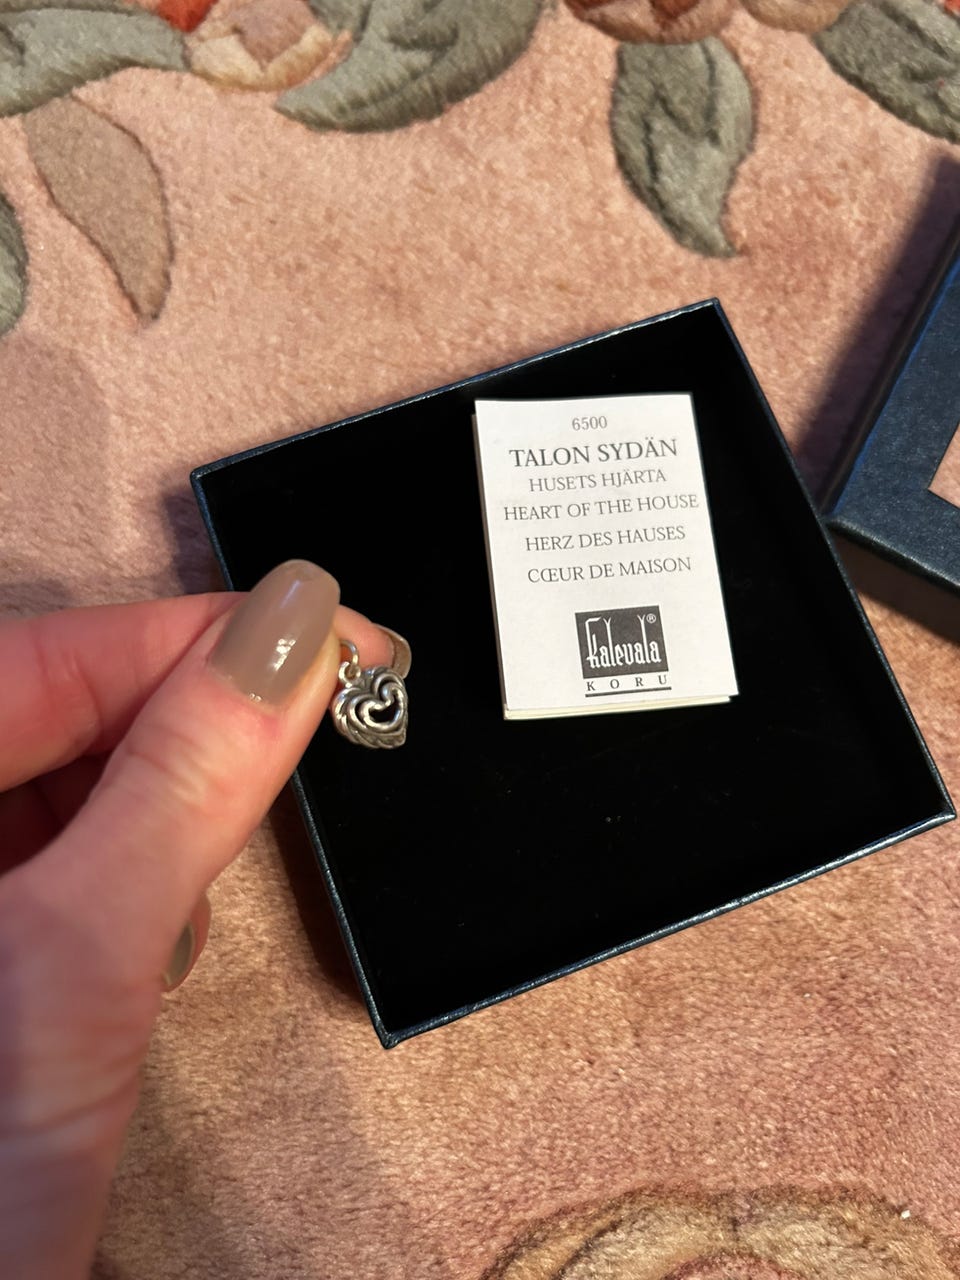 6500
TALON SYDÄN
HUSETS HJÄRTA
HEART OF THE HOUSE
HERZ DES HAUSES
CŒUR DE MAISON
Kalevala®
KORU